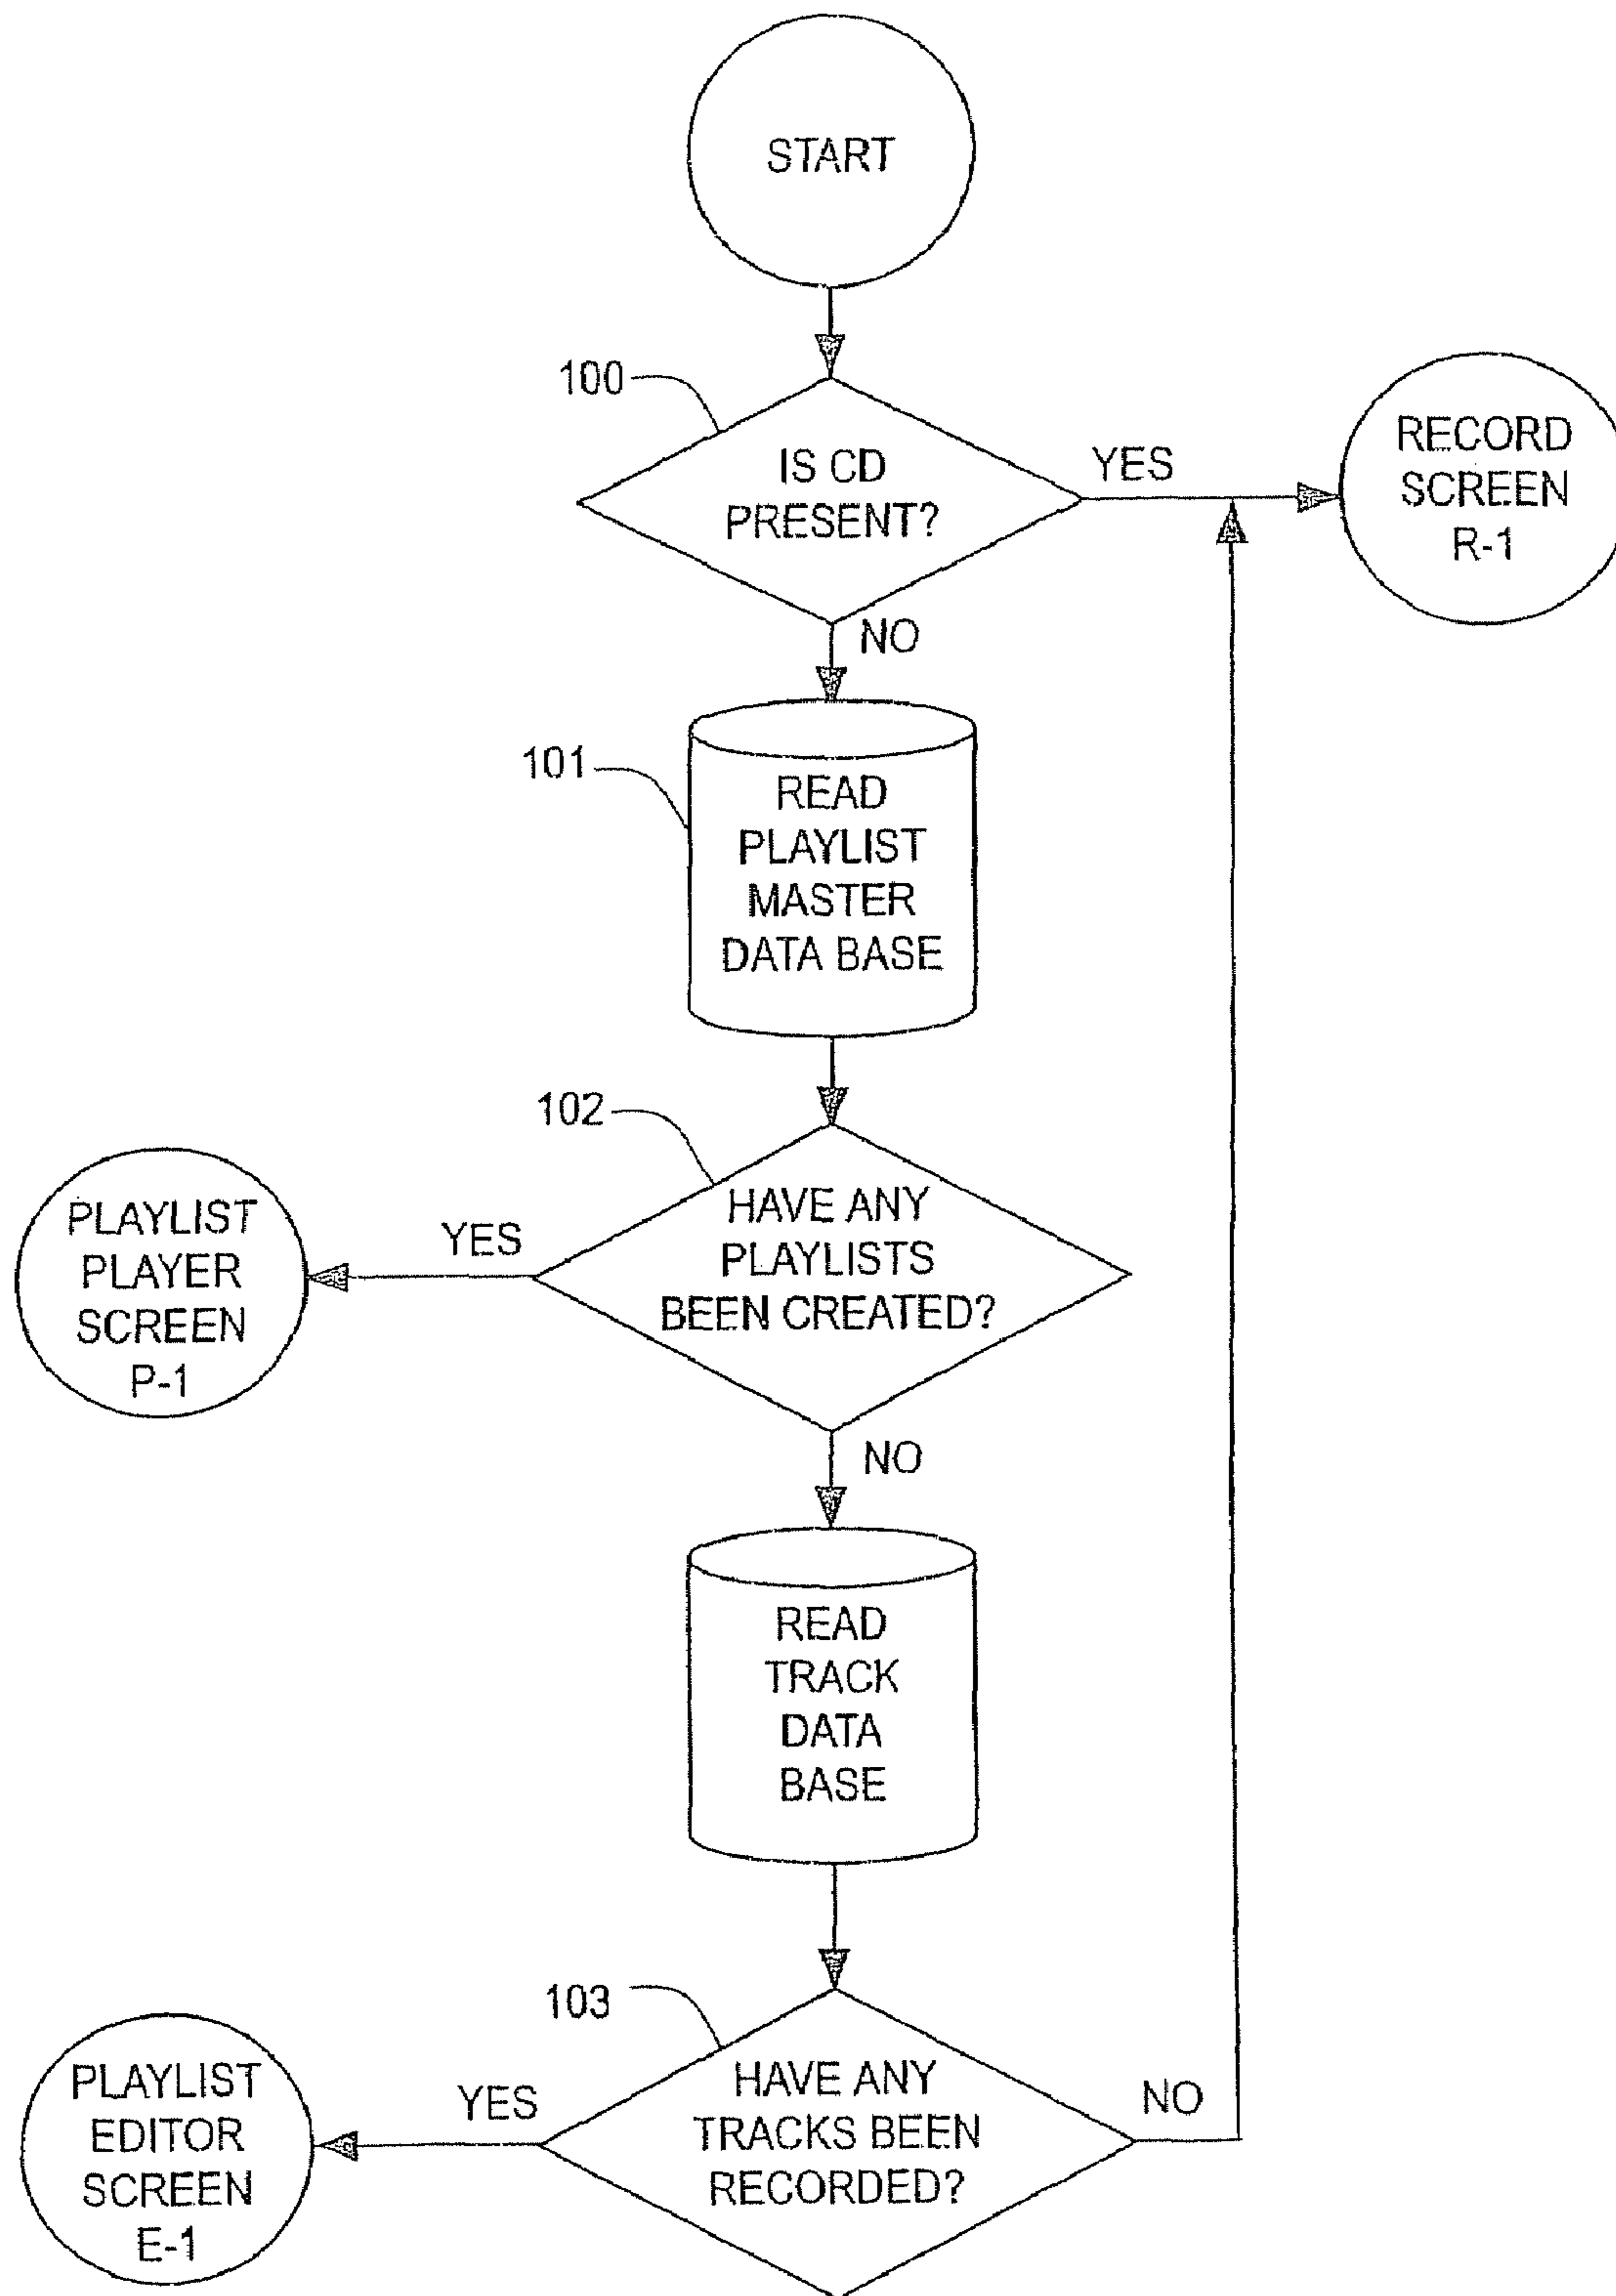 START
100
IS CD
PRESENT?
YES
RECORD
SCREEN
R-1
NO
101
READ
PLAYLIST
MASTER
DATA BASE
102
HAVE ANY
PLAYLISTS
BEEN CREATED?
YES
PLAYLIST
PLAYER
SCREEN
P-1
NO
READ
TRACK
DATA
BASE
103
HAVE ANY
TRACKS BEEN
RECORDED?
YES
NO
PLAYLIST
EDITOR
SCREEN
E-1